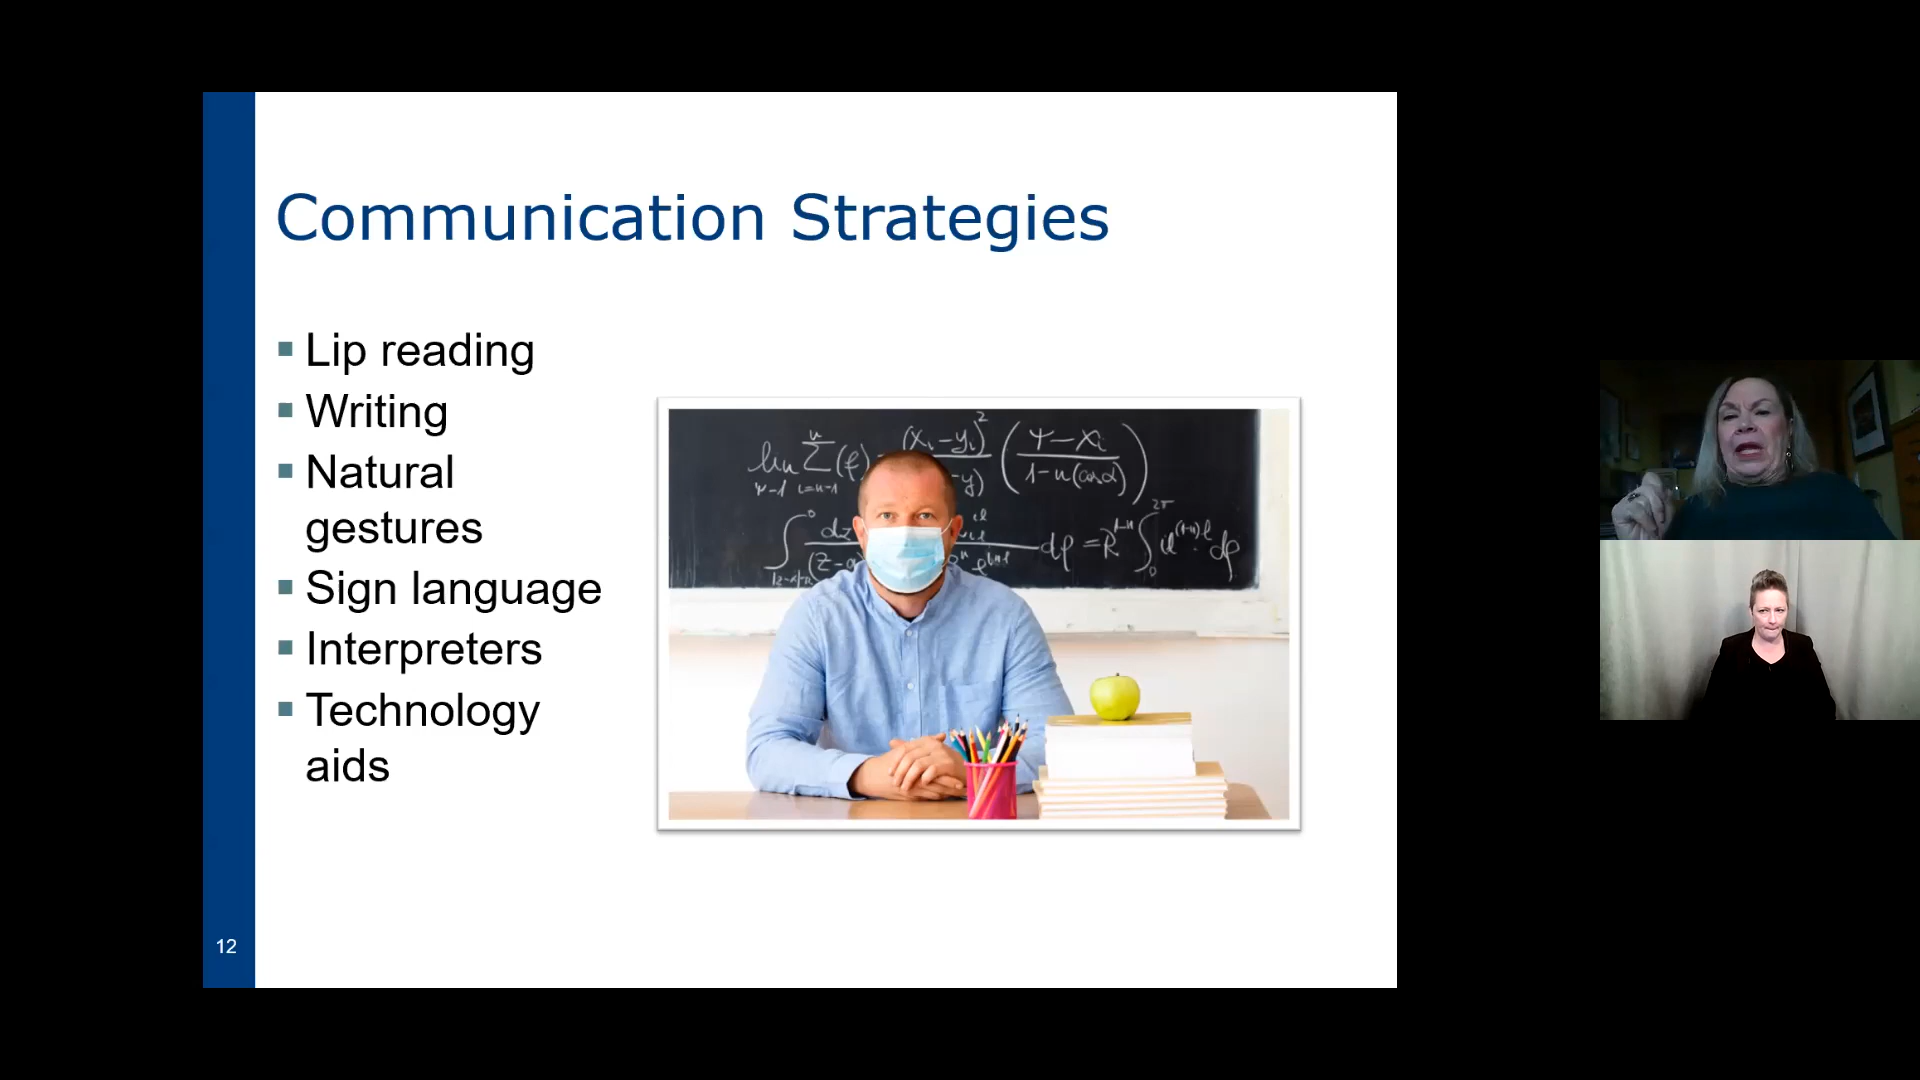 Communication Strategies
Lip reading
Writing
Natural
gestures
Sign language
Interpreters
Technology
aids
12